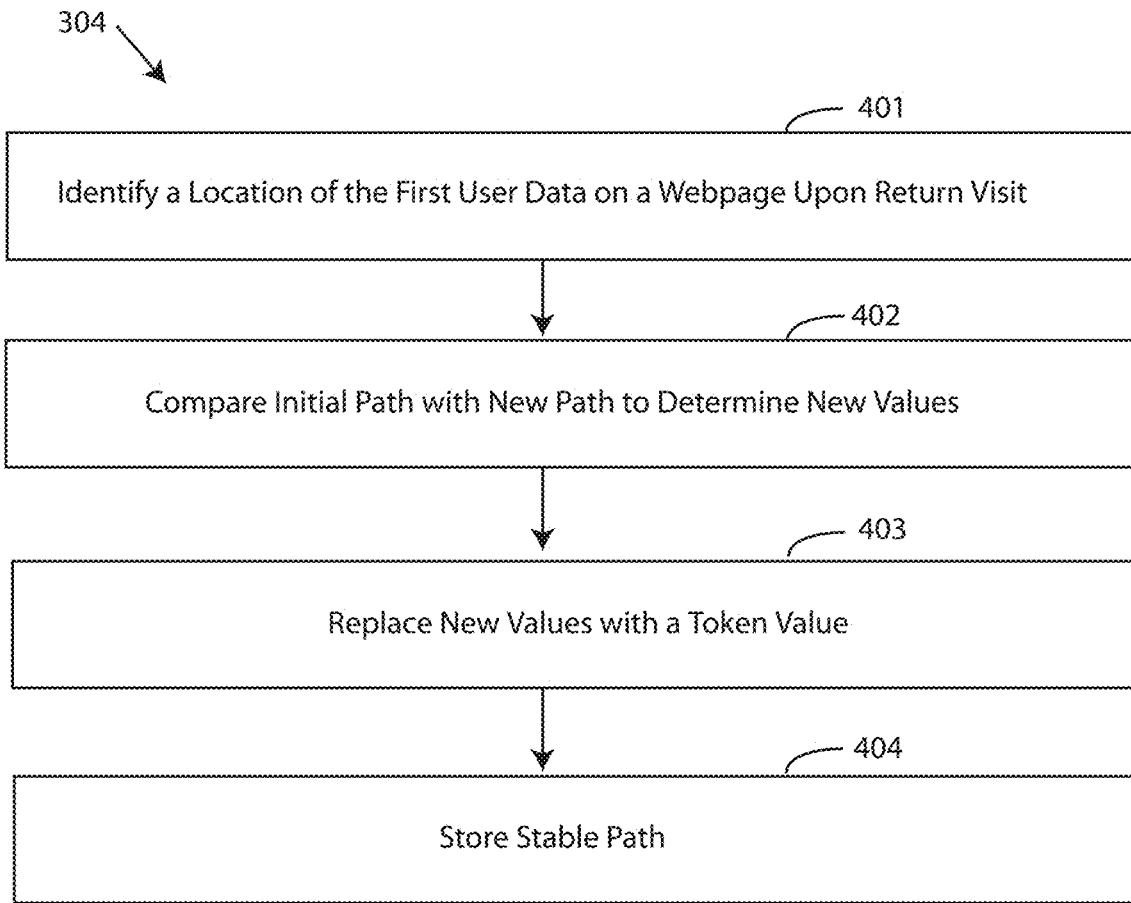 304
401
Identify a Location of the First User Data on a Webpage Upon Return Visit
402
Compare Initial Path with New Path to Determine New Values
403
Replace New Values with a Token Value
404
Store Stable Path